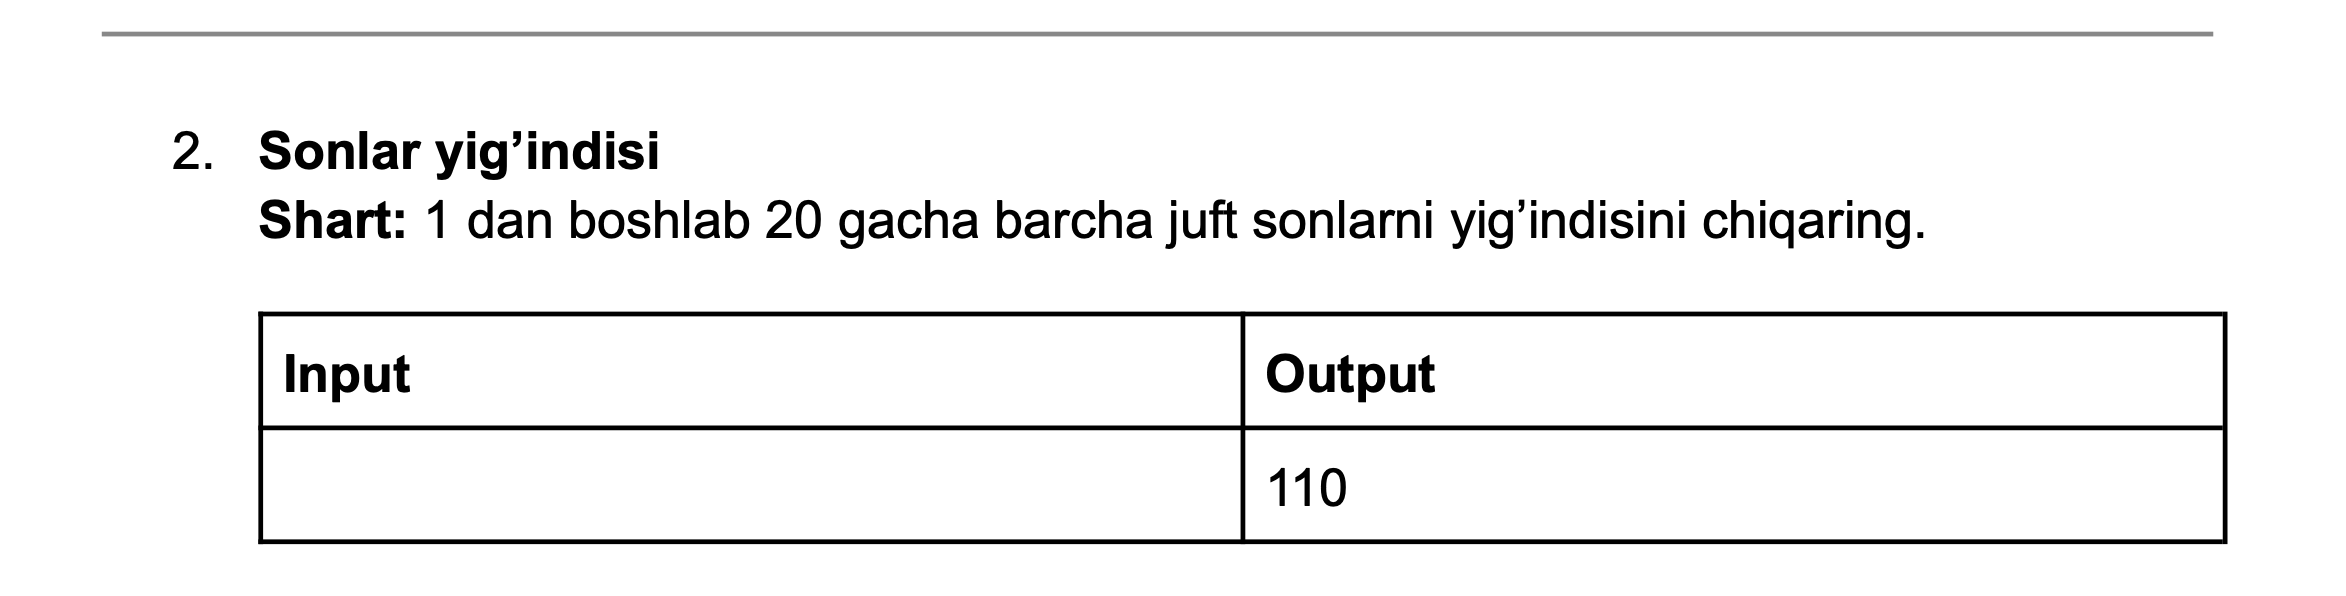 2. Sonlar yig’indisi
Shart: 1 dan boshlab 20 gacha barcha juft sonlarni yig’indisini chiqaring.
Input Output
110